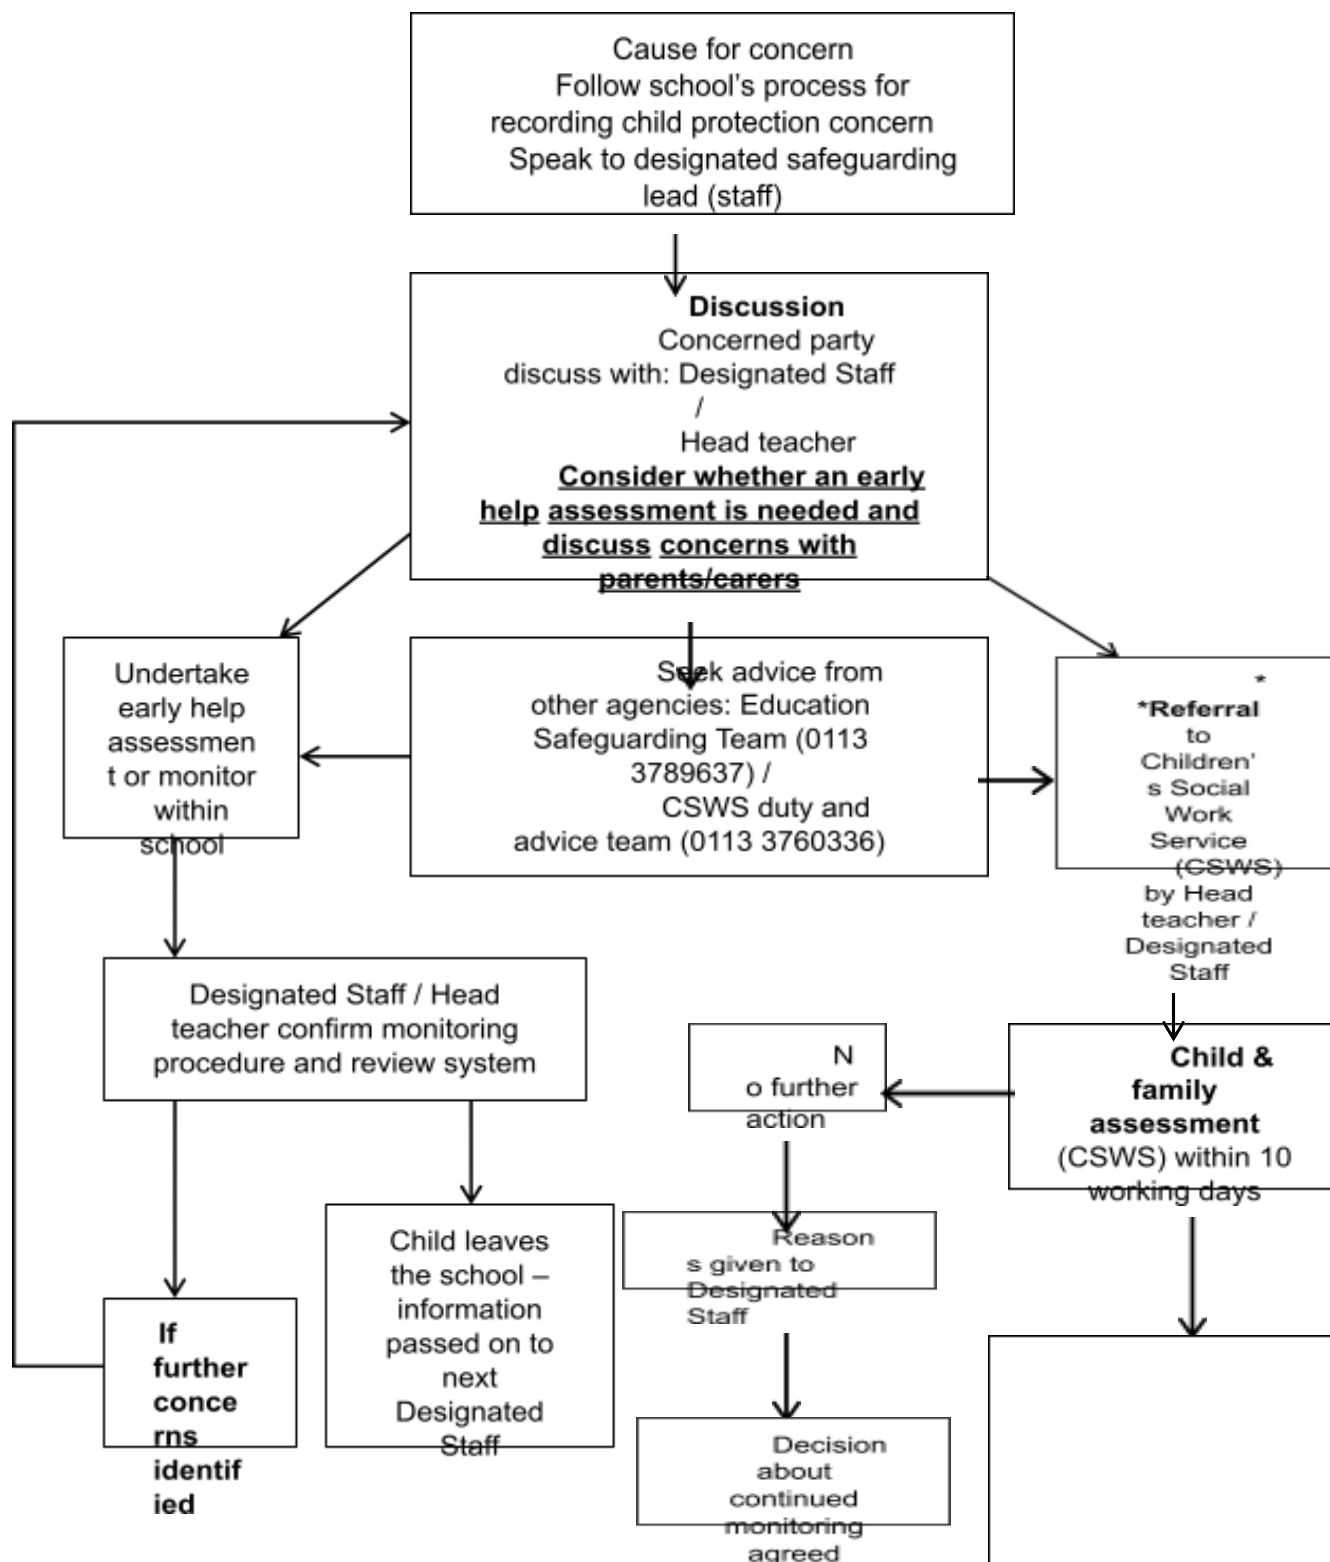 Cause for concern
Follow school’s process for
recording child protection concern
Speak to designated safeguarding
lead (staff)
Discussion
Concerned party
discuss with: Designated Staff
/
Head teacher
Consider whether an early
help assessment is needed and
discuss concerns with
parents/carers
Undertake
early help
assessmen
t or monitor
within
school
Seek advice from
other agencies: Education
Safeguarding Team (0113
3789637) /
CSWS duty and
advice team (0113 3760336)
*
*Referral
to
Children’
s Social
Work
Service
(CSWS)
by Head
teacher /
Designated
Staff
Designated Staff / Head
teacher confirm monitoring
procedure and review system
N
o further
action
Child &
family
assessment
(CSWS) within 10
working days
Child leaves
the school –
information
passed on to
next
Designated
Staff
Reason
s given to
Designated
Staff
If
further
conce
rns
identif
ied
Decision
about
continued
monitoring
agreed